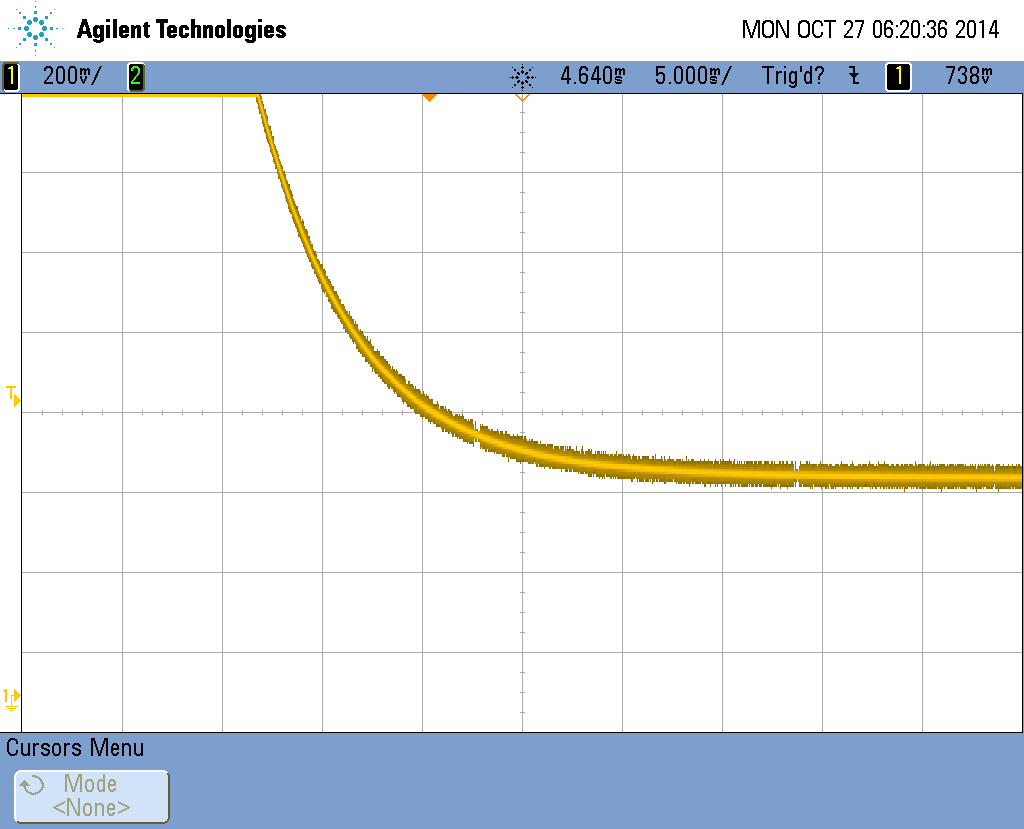 Agilent Technologies
MON OCT 27 06:20:36 2014
1 200mV/ 2 4.640ms 5.000ms/ Trig'd? 1 738mV
T
1
Cursors Menu
Mode
<None>